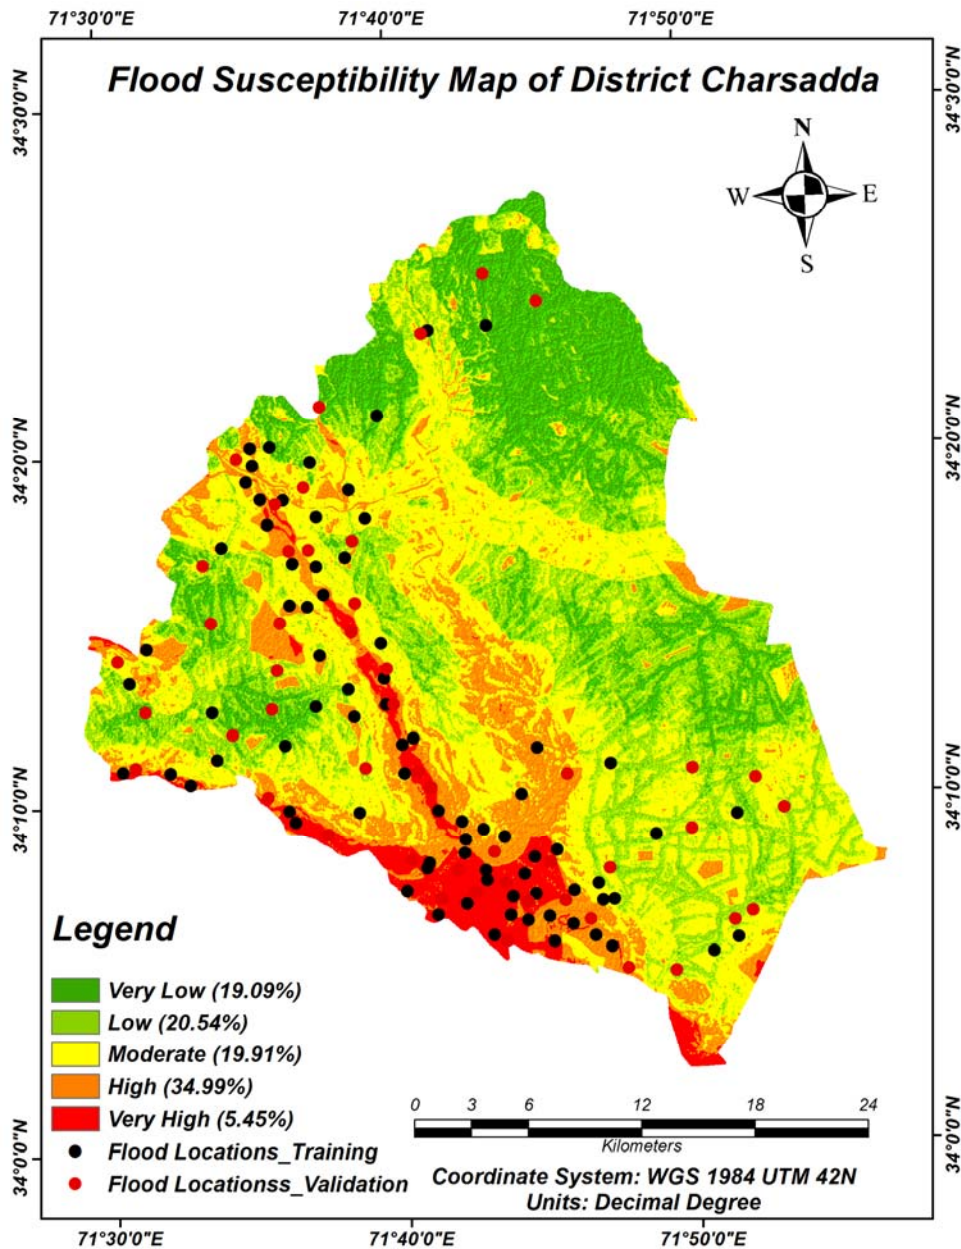 71°30'0"E 71°40'0"E 71°50'0"E
Flood Susceptibility Map of District Charsadda
34°30'0"N 34°30'0"N
N
W E
S
34°20'0"N 34°20'0"N
34°10'0"N 34°10'0"N
Legend
Very Low (19.09%)
Low (20.54%)
Moderate (19.91%)
High (34.99%)
Very High (5.45%)
Flood Locations_Training
Flood Locationss_Validation
0 3 6 12 18 24
Kilometers
Coordinate System: WGS 1984 UTM 42N
Units: Decimal Degree
34°0'0"N 34°0'0"N
71°30'0"E 71°40'0"E 71°50'0"E